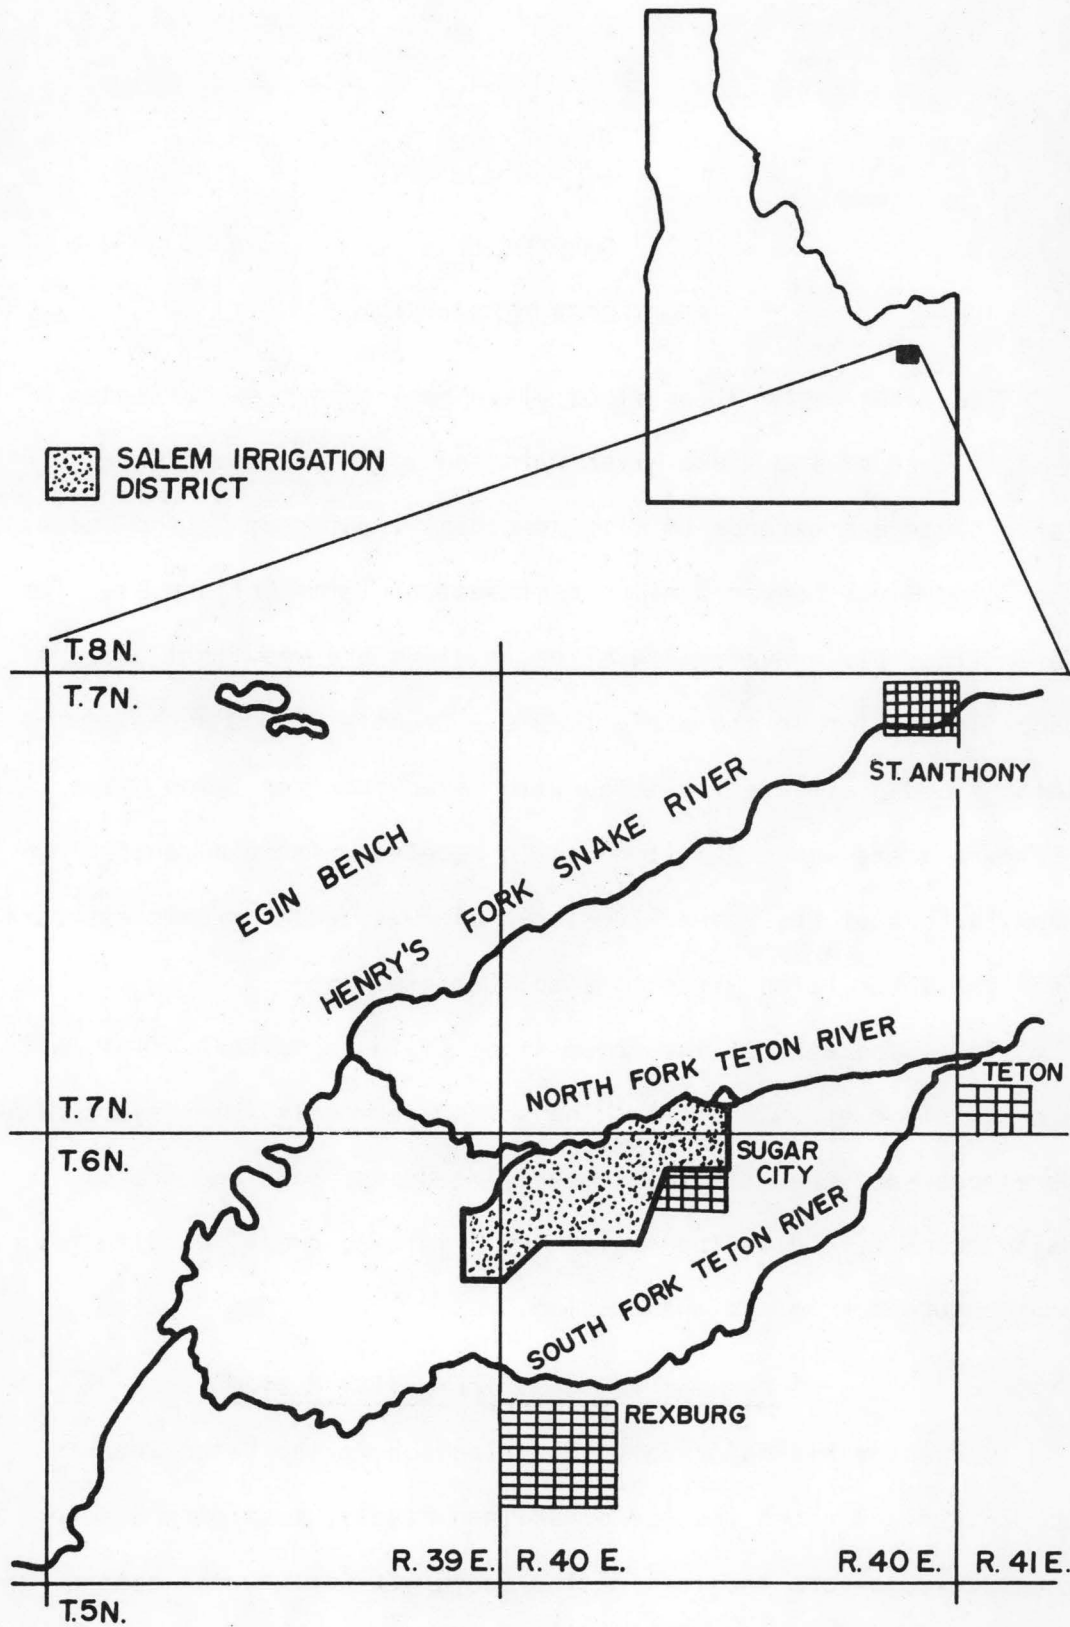 SALEM IRRIGATION
DISTRICT
T.8N.
T.7N.
ST. ANTHONY
EGIN BENCH
HENRY'S FORK SNAKE RIVER
NORTH FORK TETON RIVER
TETON
T.7N.
T.6N.
SUGAR
CITY
SOUTH FORK TETON RIVER
REXBURG
R. 39 E. R. 40 E. R. 40 E. R. 41 E.
T.5N.